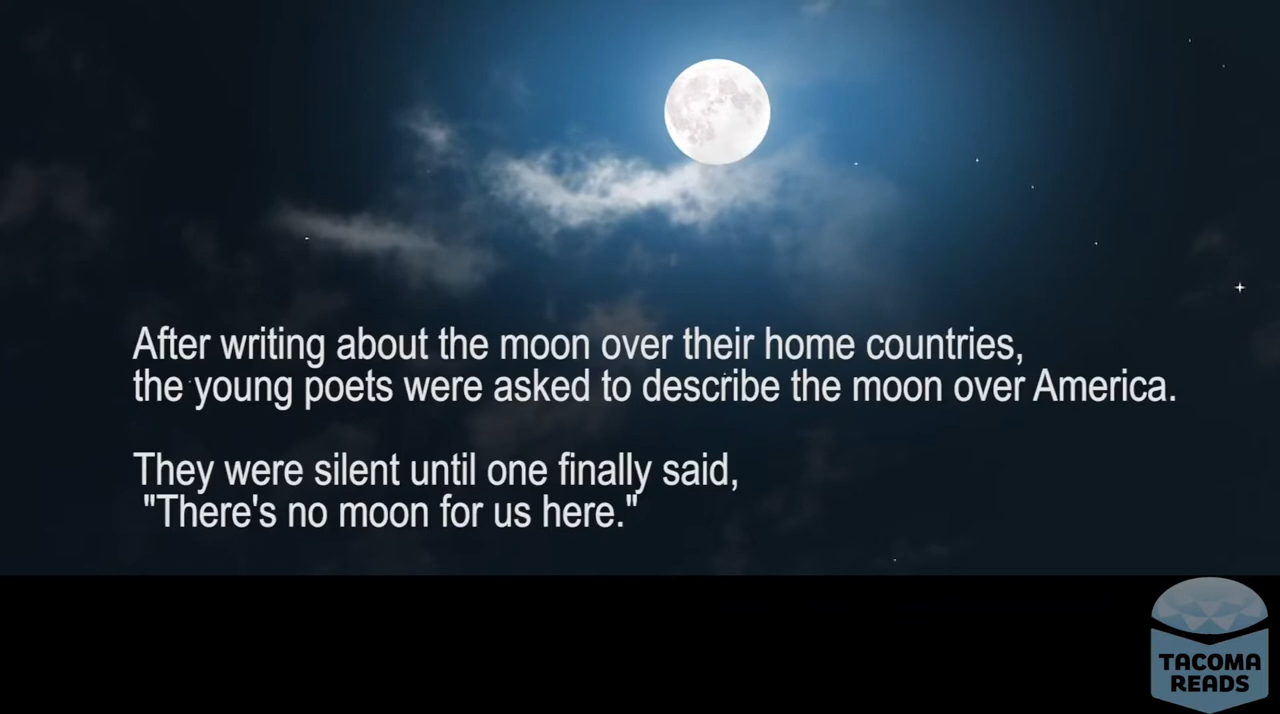 After writing about the moon over their home countries,
the young poets were asked to describe the moon over America.
They were silent until one finally said,
"There's no moon for us here."
TACOMA
READS